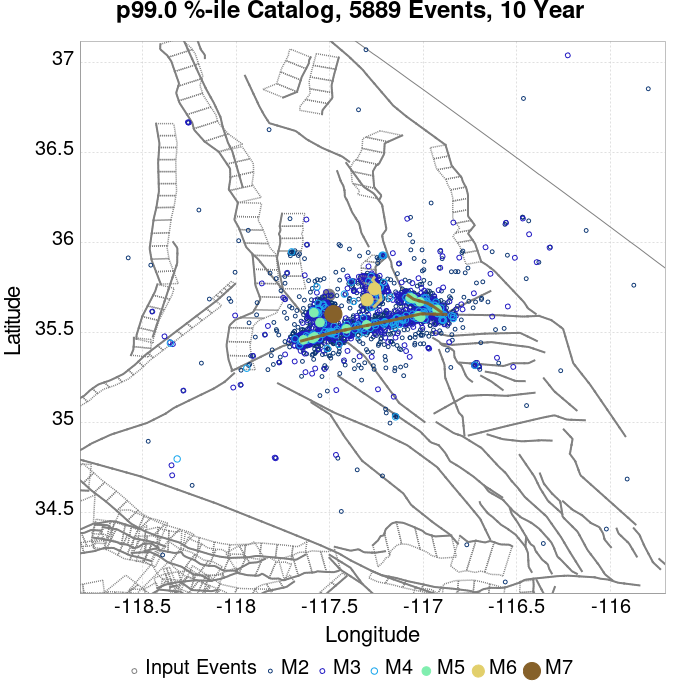 p99.0 %-ile Catalog, 5889 Events, 10 Year
37
36.5
36
35.5
35
34.5
Latitude
-118.5 -118 -117.5 -117 -116.5 -116
Longitude
Input Events M2 M3 M4 M5 M6 M7